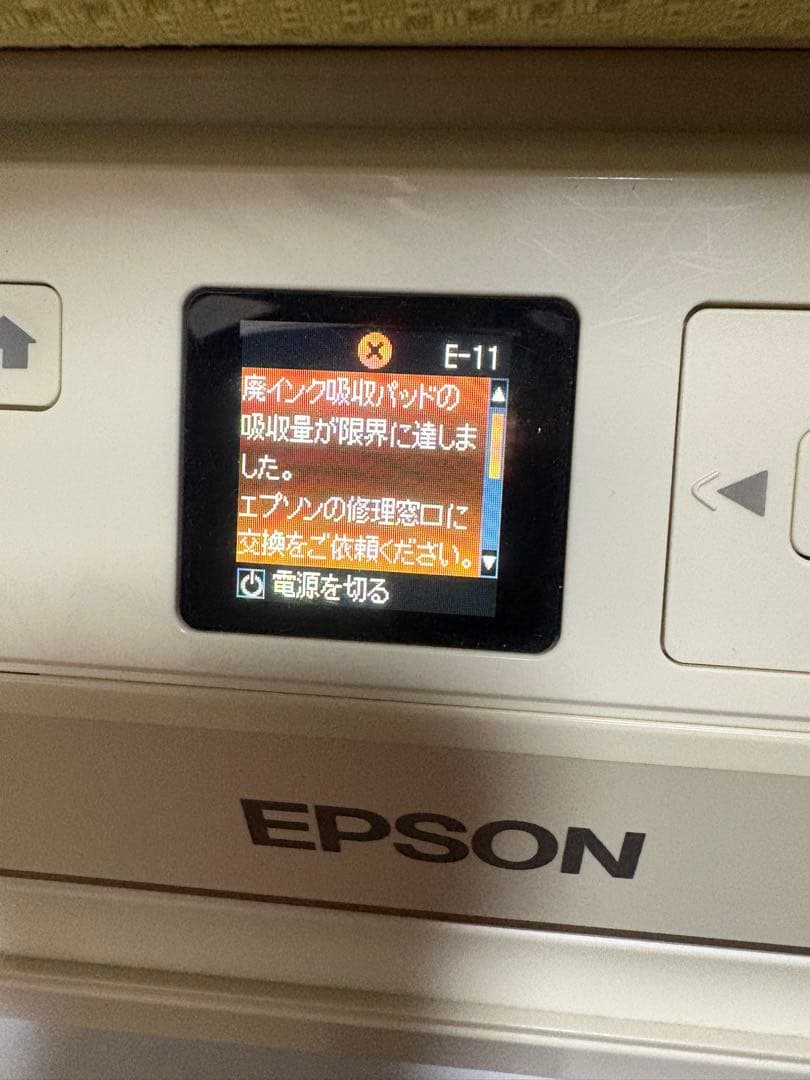 E-11
廃インク吸収パッドの
吸収量が限界に達しま
した。
エプソンの修理窓口に
交換をご依頼ください。
電源を切る
EPSON